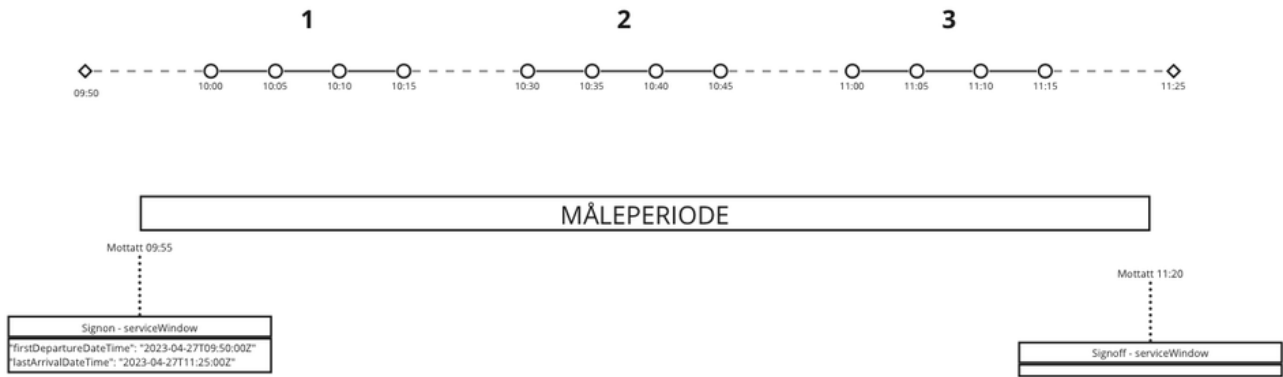 1 2 3
09:50 10:00 10:05 10:10 10:15 10:30 10:35 10:40 10:45 11:00 11:05 11:10 11:15 11:25
MÅLEPERIODE
Mottatt 09:55
Mottatt 11:20
Signon - serviceWindow
"firstDepartureDateTime": "2023-04-27T09:50:00Z"
"lastArrivalDateTime": "2023-04-27T11:25:00Z"
Signoff - serviceWindow